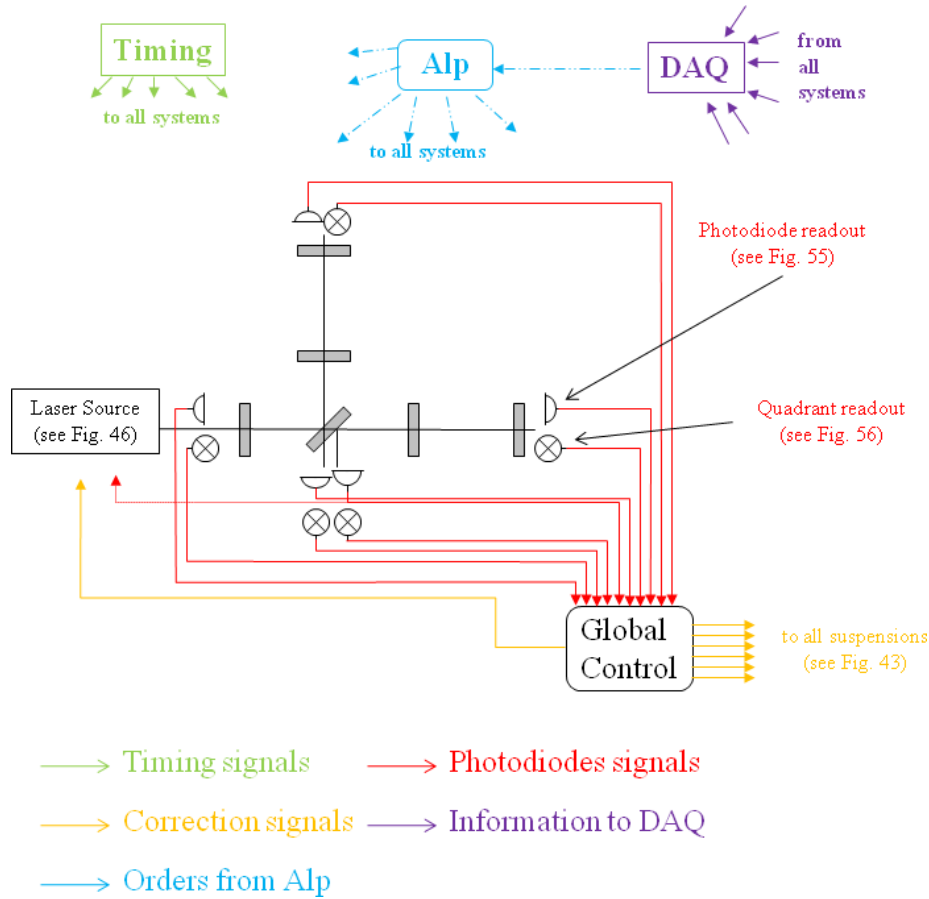 Timing
to all systems
Alp
to all systems
DAQ
from
all
systems
Photodiode readout
(see Fig. 55)
Laser Source
(see Fig. 46)
Quadrant readout
(see Fig. 56)
Global
Control
to all suspensions
(see Fig. 43)
Timing signals
Photodiodes signals
Correction signals
Information to DAQ
Orders from Alp